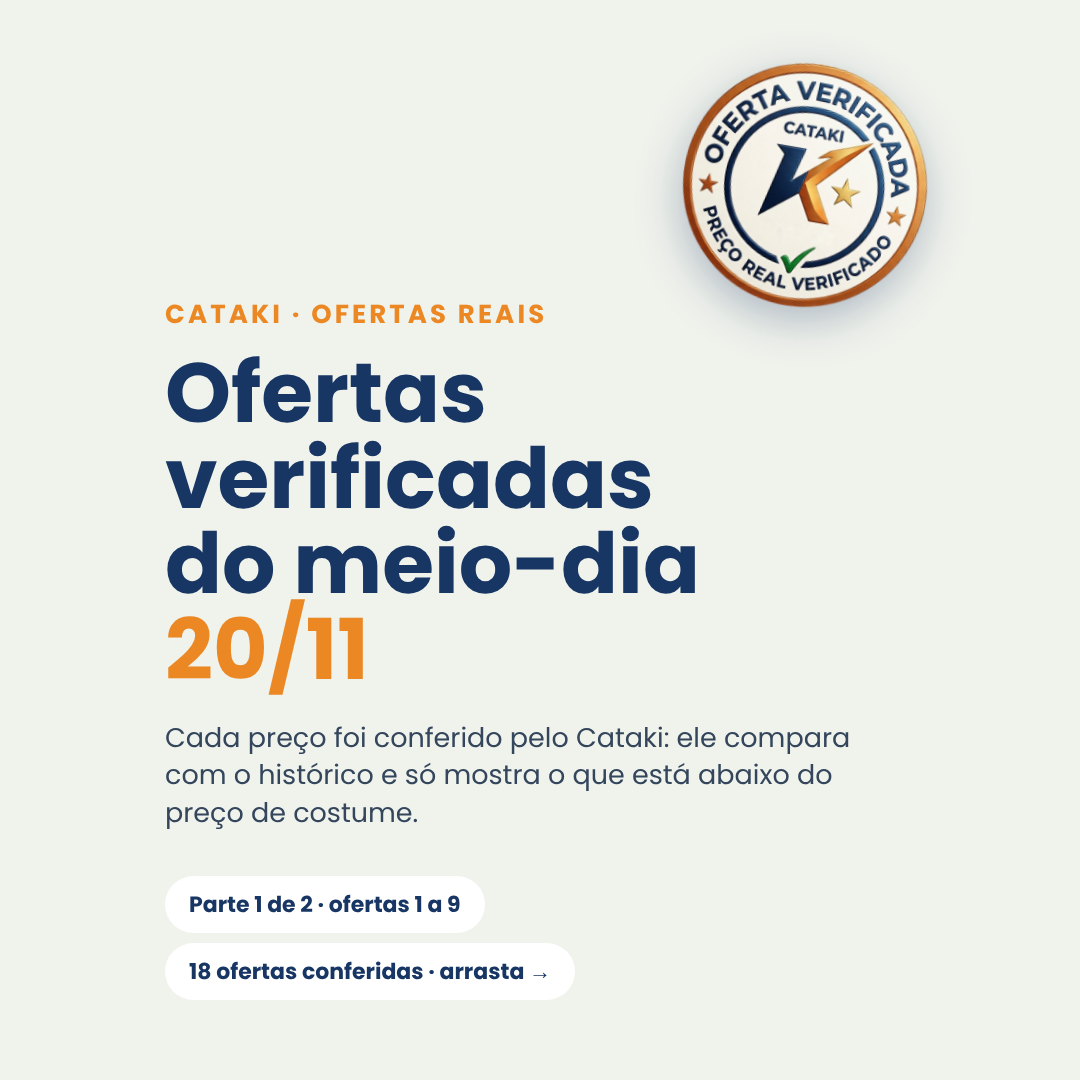 OFERTA VERIFICADA
CATAKI
PREÇO REAL VERIFICADO
CATAKI · OFERTAS REAIS
Ofertas
verificadas
do meio-dia
20/11
Cada preço foi conferido pelo Cataki: ele compara
com o histórico e só mostra o que está abaixo do
preço de costume.
Parte 1 de 2 · ofertas 1 a 9
18 ofertas conferidas · arrasta →